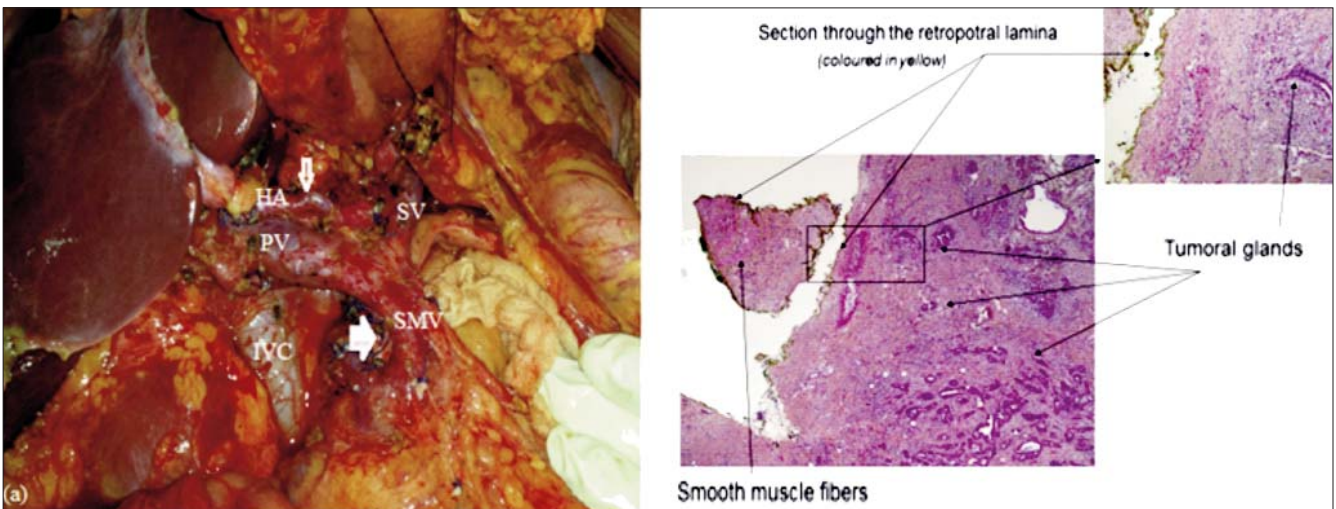 HA
SV
PV
SMV
IVC
(a)
Section through the retropotral lamina
(coloured in yellow)
Tumoral glands
Smooth muscle fibers